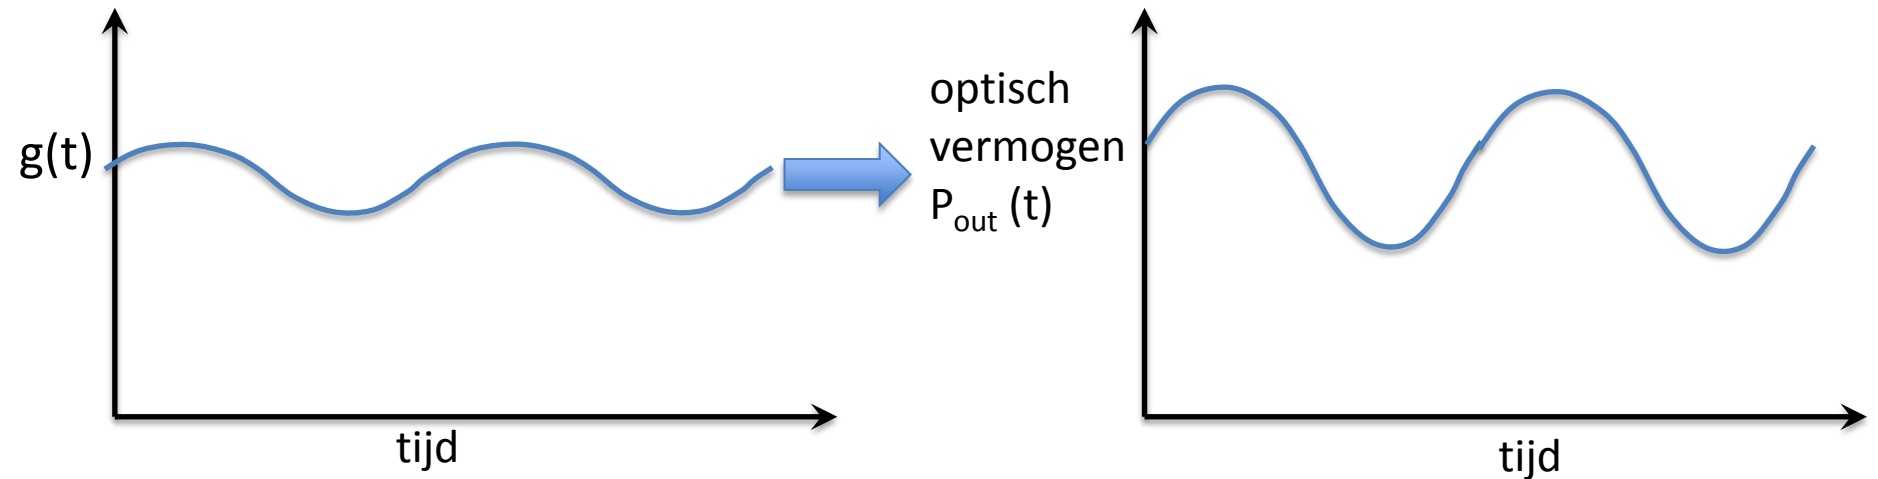 g(t)
tijd
optisch
vermogen
Pout (t)
tijd